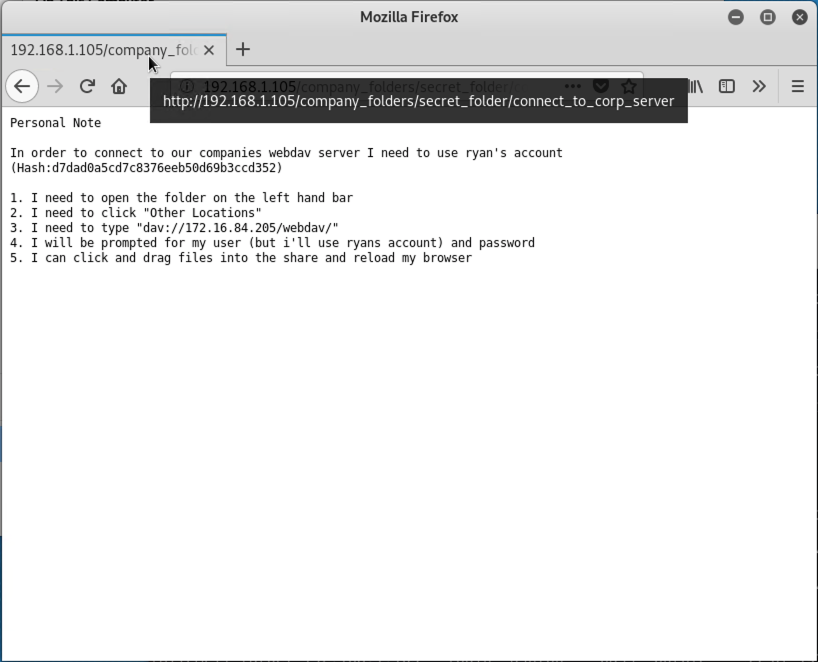 Mozilla Firefox
192.168.1.105/company_fol
192.168.1.105/company_folders/secret_folder/c
http://192.168.1.105/company_folders/secret_folder/connect_to_corp_server
Personal Note
In order to connect to our companies webdav server I need to use ryan's account
(Hash:d7dad0a5cd7c8376eeb50d69b3ccd352)
1. I need to open the folder on the left hand bar
2. I need to click "Other Locations"
3. I need to type "dav://172.16.84.205/webdav/"
4. I will be prompted for my user (but i'll use ryans account) and password
5. I can click and drag files into the share and reload my browser